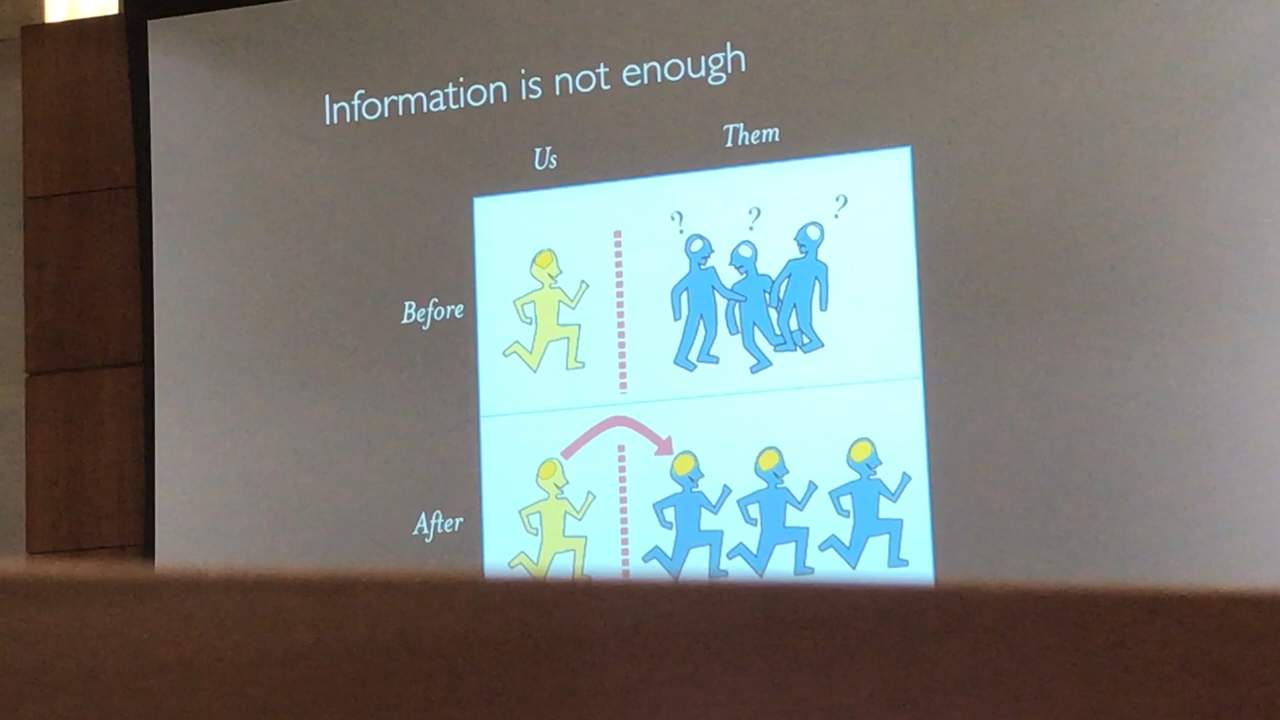 Information is not enough
Us Them
? ? ?
Before
After